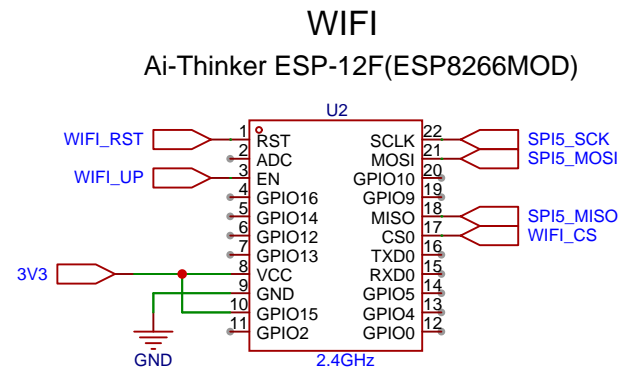 WIFI
Ai-Thinker ESP-12F(ESP8266MOD)
U2
WIFI_RST 1 RST SCLK 22 SPI5_SCK
2 ADC MOSI 21 SPI5_MOSI
WIFI_UP 3 EN GPIO10 20
4 GPIO16 GPIO9 19
5 GPIO14 MISO 18 SPI5_MISO
6 GPIO12 CS0 17 WIFI_CS
7 GPIO13 TXD0 16
3V3 8 VCC RXD0 15
9 GND GPIO5 14
10 GPIO15 GPIO4 13
11 GPIO2 GPIO0 12
GND 2.4GHz